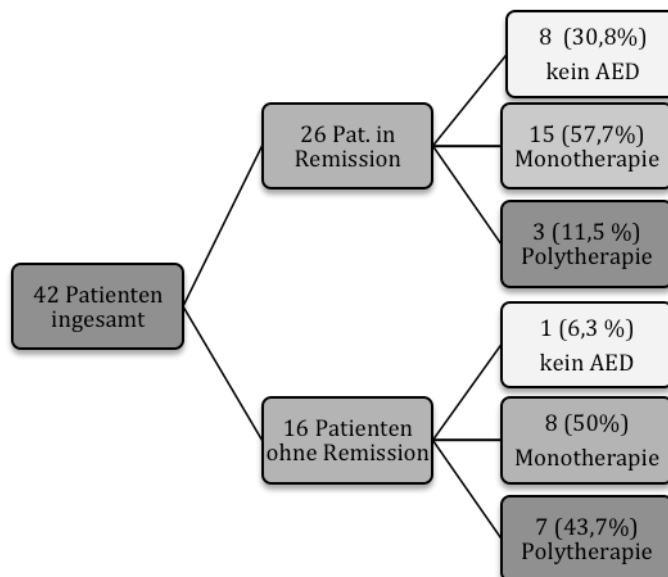 8 (30,8%)
kein AED
26 Pat. in
Remission
15 (57,7%)
Monotherapie
3 (11,5 %)
Polytherapie
42 Patienten
ingesamt
1 (6,3 %)
kein AED
16 Patienten
ohne Remission
8 (50%)
Monotherapie
7 (43,7%)
Polytherapie